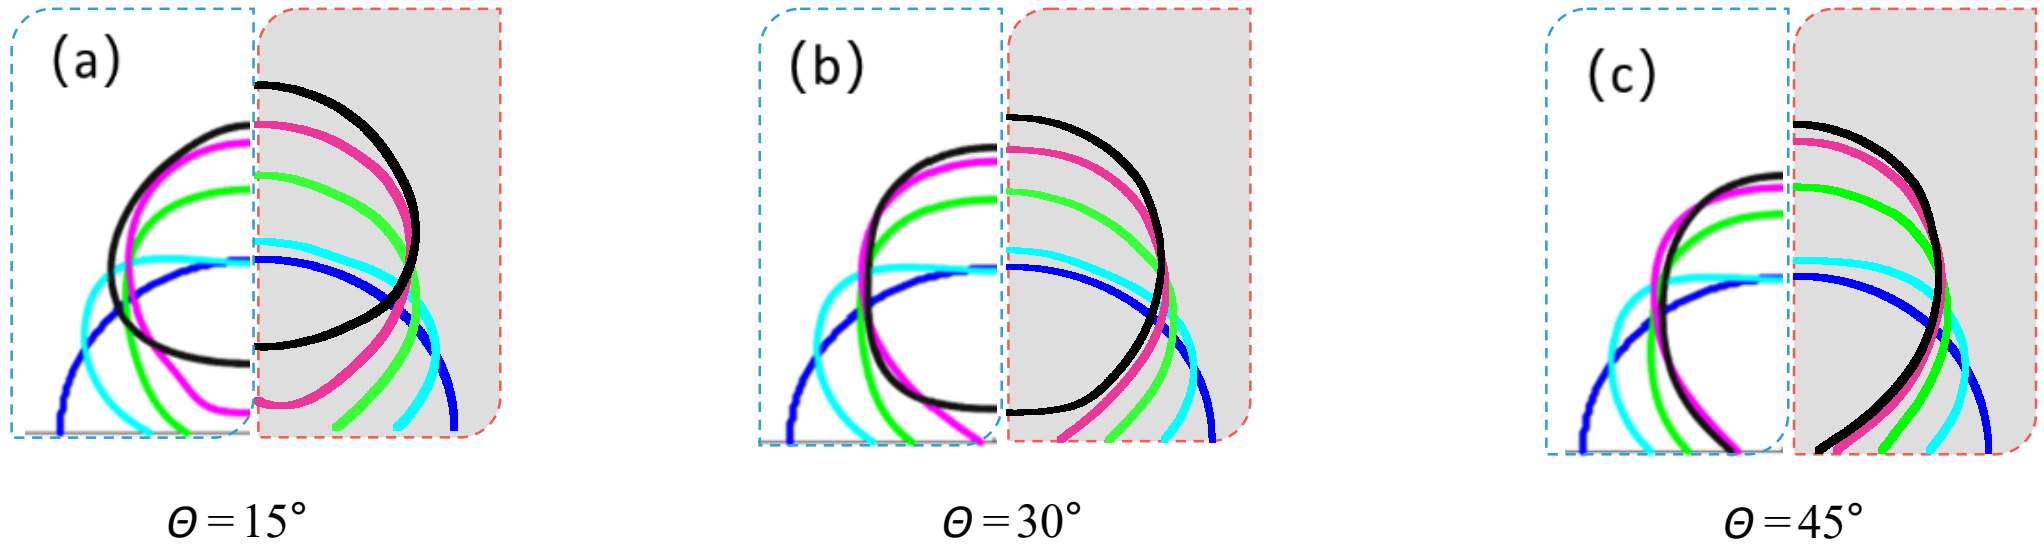 (a)
(b)
(c)
Θ = 15°
Θ = 30°
Θ = 45°